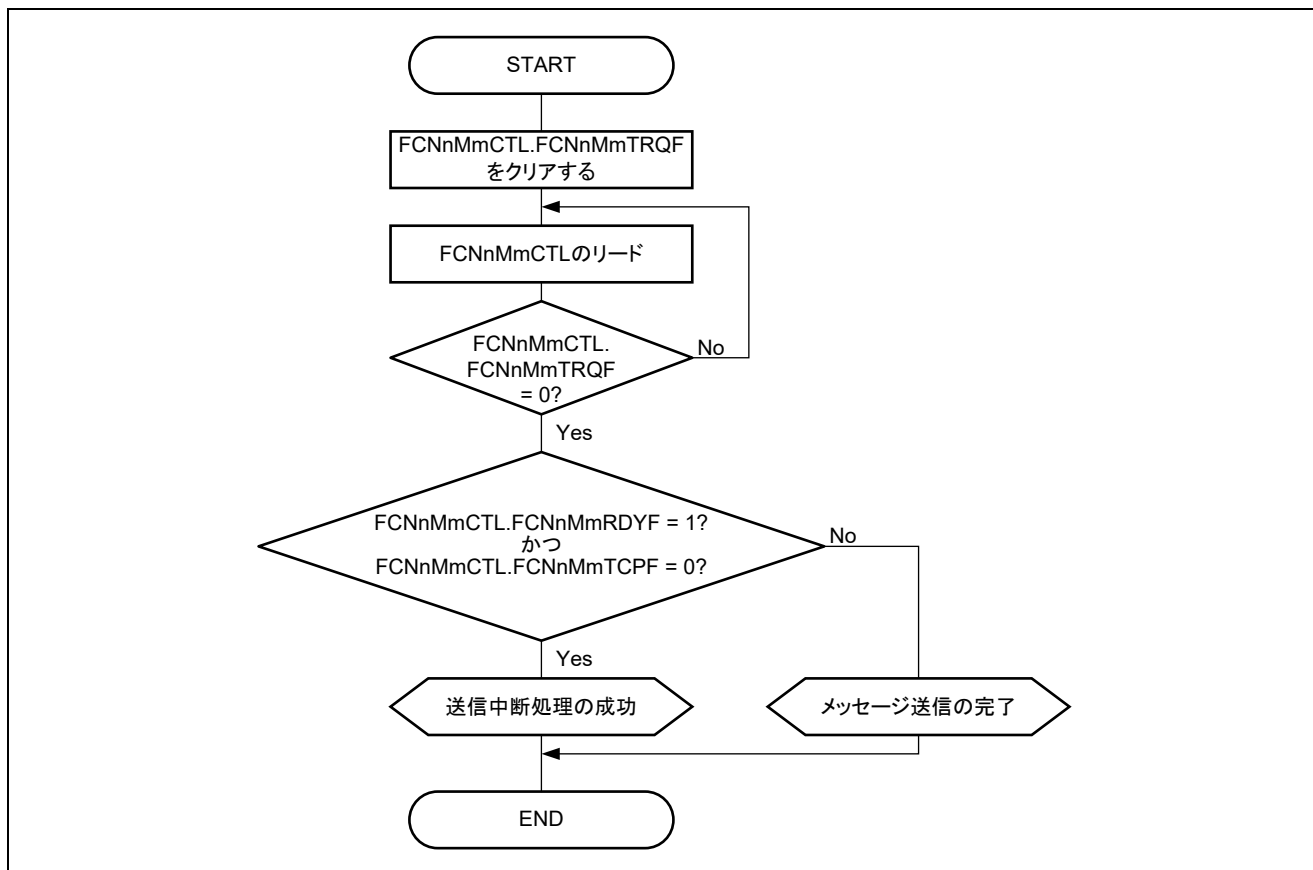 START
FCNnMmCTL.FCNnMmTRQF
をクリアする
FCNnMmCTLのリード
FCNnMmCTL.
FCNnMmTRQF
= 0?
No
Yes
FCNnMmCTL.FCNnMmRDYF = 1?
かつ
FCNnMmCTL.FCNnMmTCPF = 0?
No
Yes
送信中断処理の成功
メッセージ送信の完了
END